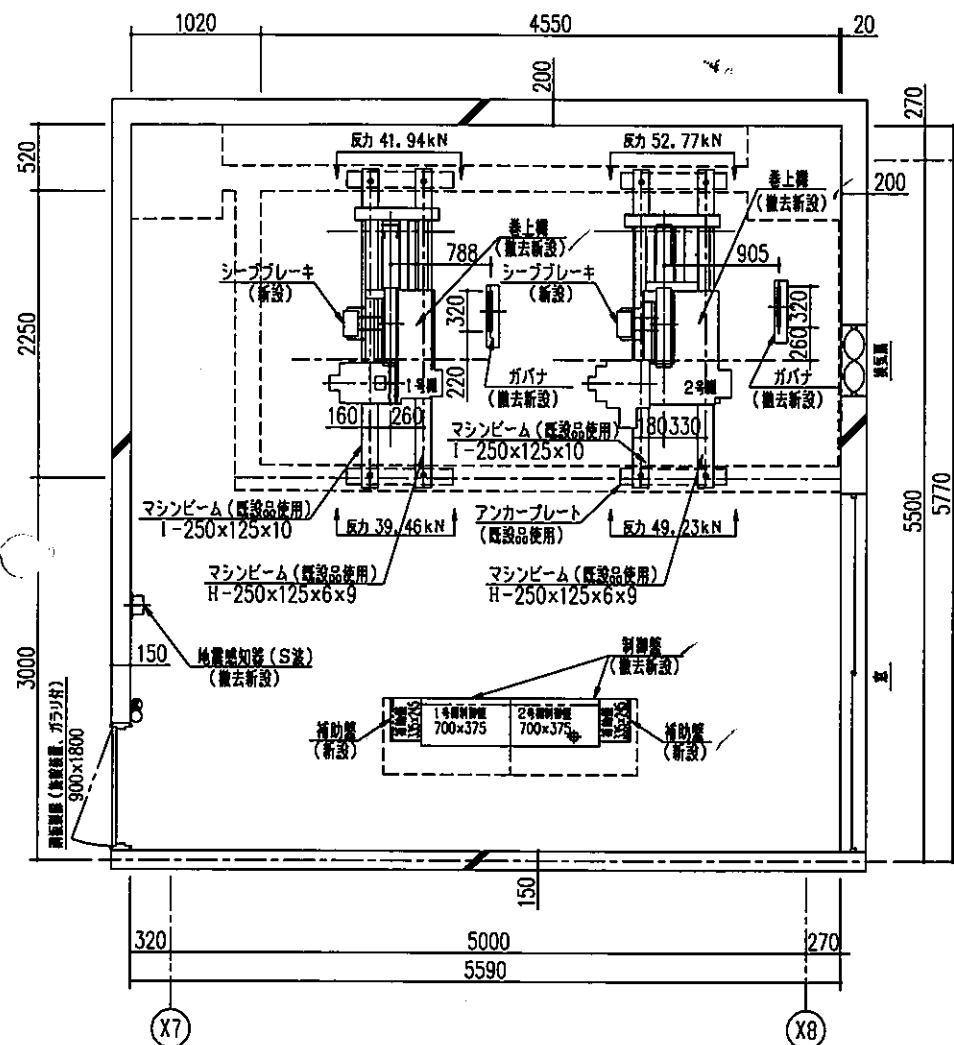 1020
4550
20
200
270
反力 41.94kN
反力 52.77kN
520
巻上機
(撤去新設)
200
巻上機
(撤去新設)
788
905
シーブブレーキ
(新設)
シーブブレーキ
(新設)
320
320
260
2250
220
1号機
2号機
ガバナ
(撤去新設)
ガバナ
(撤去新設)
換気扇
160
260
マシンビーム(既設品使用)
I-250x125x10
180
330
マシンビーム(既設品使用)
I-250x125x10
アンカープレート
(既設品使用)
反力 39.46kN
反力 49.23kN
5500
5770
マシンビーム(既設品使用)
H-250x125x6x9
マシンビーム(既設品使用)
H-250x125x6x9
3000
150
地震感知器(S波)
(撤去新設)
制御盤
(撤去新設)
窓
補助盤
(新設)
1号機制御盤
700x375
2号機制御盤
700x375
補助盤
(新設)
900x1800
150
320
5000
270
5590
X7
X8